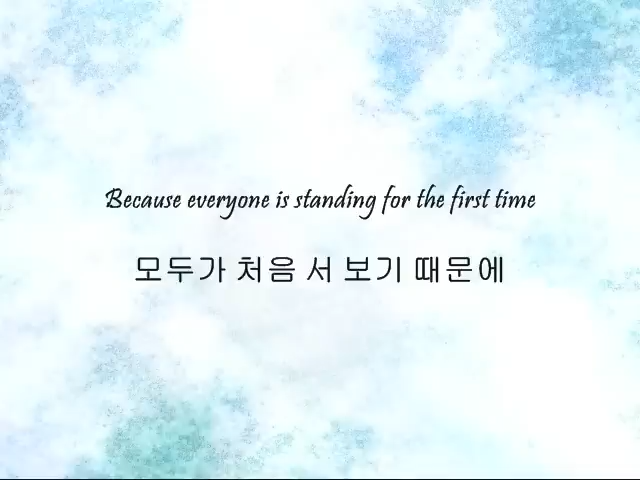 Because everyone is standing for the first time
모두가 처음 서 보기 때문에